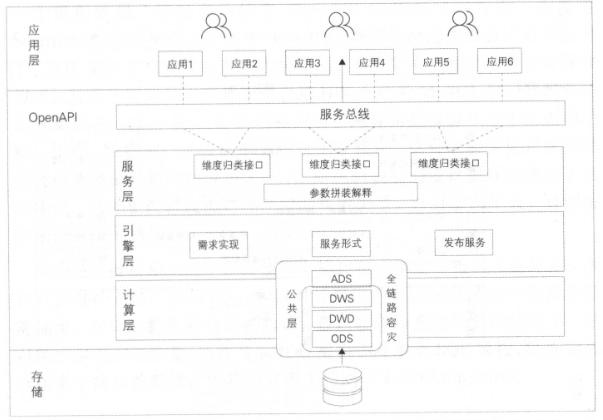 应用层
应用1
应用2
应用3
应用4
应用5
应用6
OpenAPI
服务总线
服务层
维度归类接口
维度归类接口
维度归类接口
参数拼装解释
引擎层
需求实现
服务形式
发布服务
计算层
公共层
ADS
DWS
DWD
ODS
全链路容灾
存储